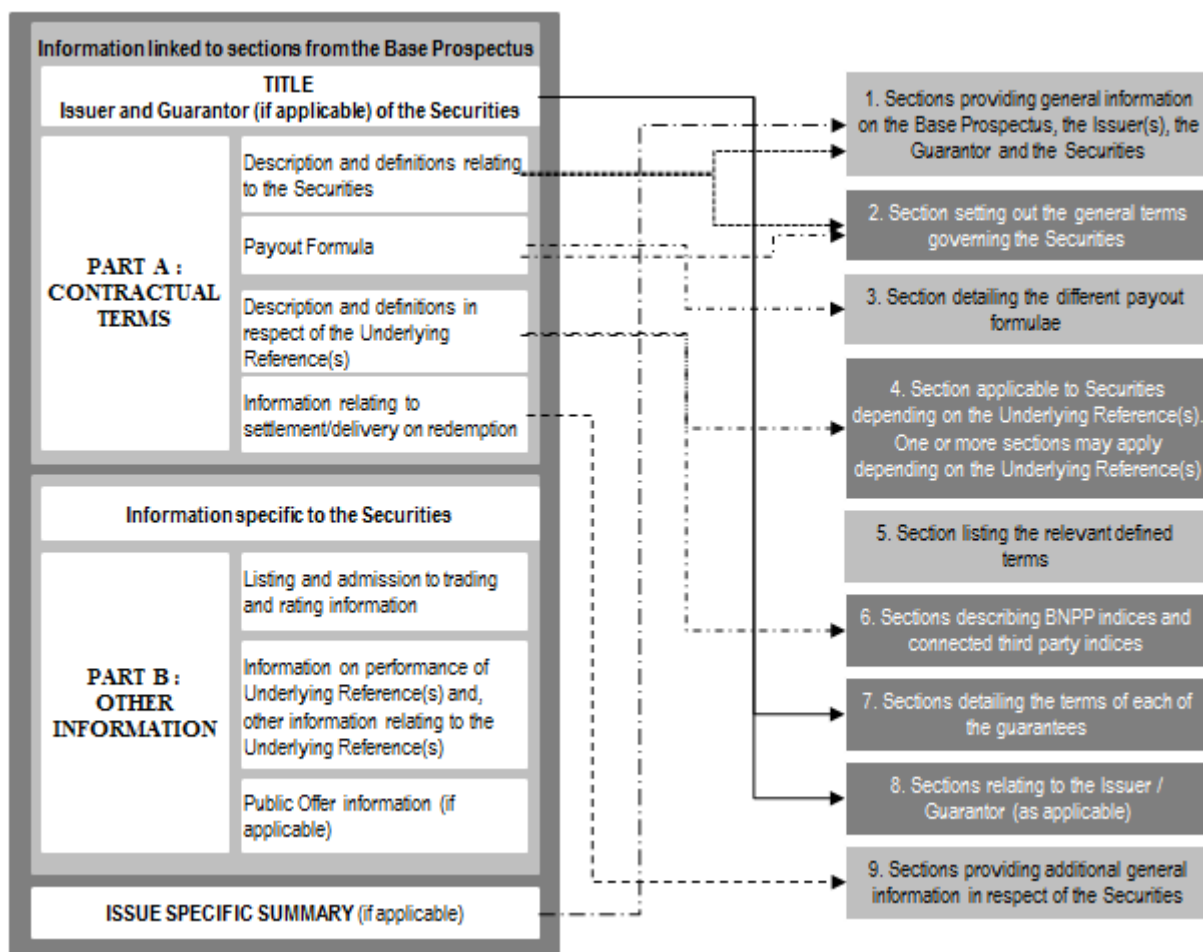 Information linked to sections from the Base Prospectus
TITLE
Issuer and Guarantor (if applicable) of the Securities
PART A :
CONTRACTUAL
TERMS
Description and definitions relating
to the Securities
Payout Formula
Description and definitions in
respect of the Underlying
Reference(s)
Information relating to
settlement/delivery on redemption
Information specific to the Securities
PART B :
OTHER
INFORMATION
Listing and admission to trading
and rating information
Information on performance of
Underlying Reference(s) and,
other information relating to the
Underlying Reference(s)
Public Offer information (if
applicable)
ISSUE SPECIFIC SUMMARY (if applicable)
1. Sections providing general information
on the Base Prospectus, the Issuer(s), the
Guarantor and the Securities
2. Section setting out the general terms
governing the Securities
3. Section detailing the different payout
formulae
4. Section applicable to Securities
depending on the Underlying Reference(s).
One or more sections may apply
depending on the Underlying Reference(s)
5. Section listing the relevant defined
terms
6. Sections describing BNPP indices and
connected third party indices
7. Sections detailing the terms of each of
the guarantees
8. Sections relating to the Issuer /
Guarantor (as applicable)
9. Sections providing additional general
information in respect of the Securities